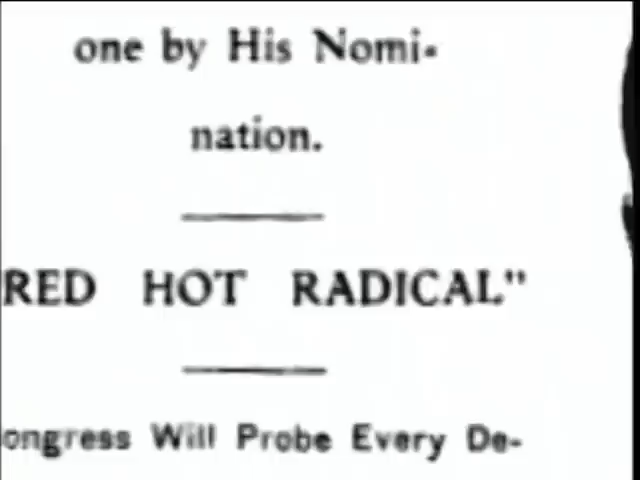 one by His Nomi-
nation.
RED HOT RADICAL"
ongress Will Probe Every De-